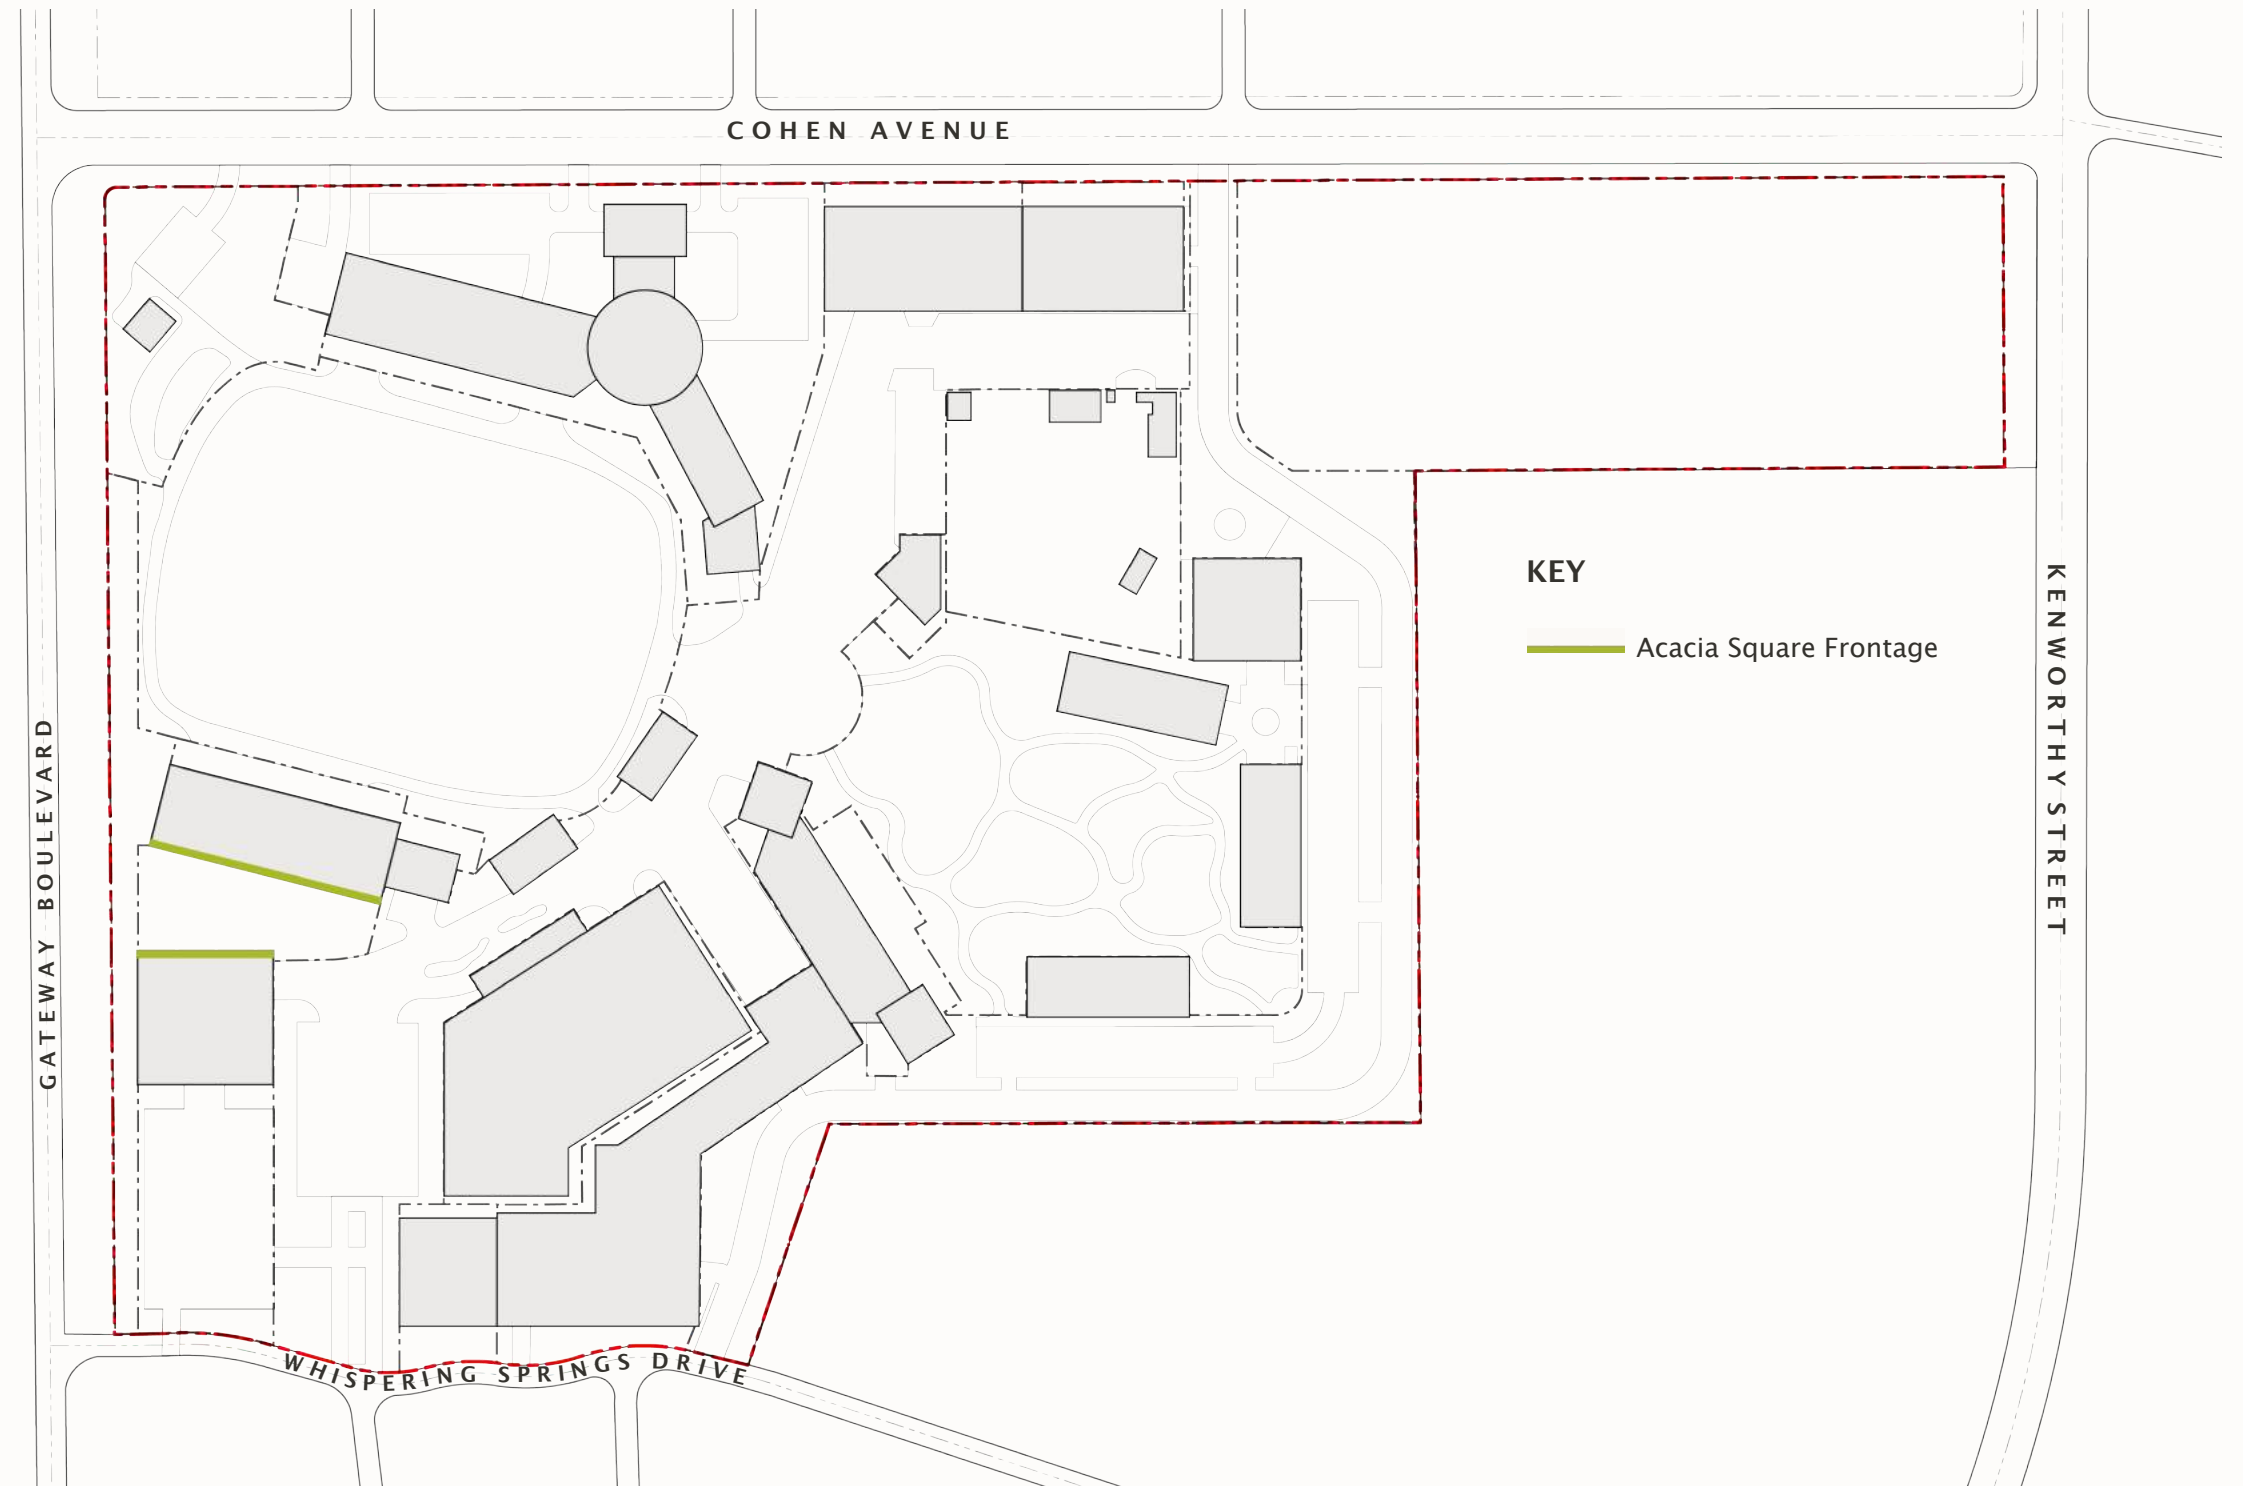 COHEN AVENUE
KEY
Acacia Square Frontage
KENWORTHY STREET
GATEWAY BOULEVARD
WHISPERING SPRINGS DRIVE